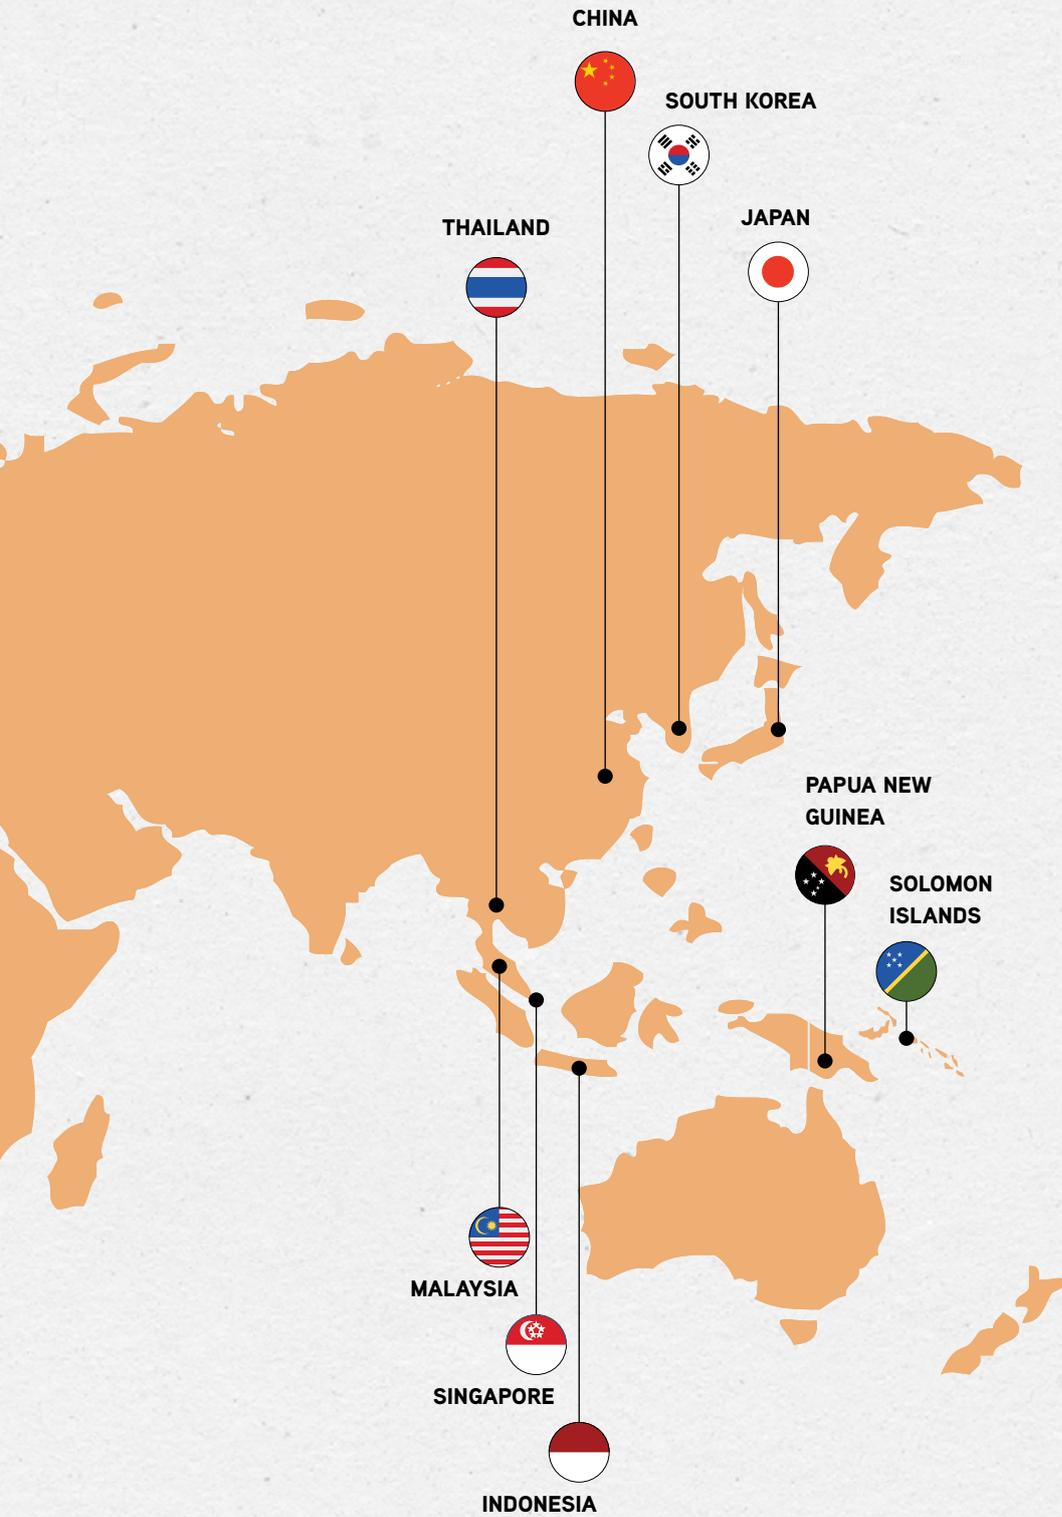 CHINA
SOUTH KOREA
JAPAN
THAILAND
PAPUA NEW
GUINEA
SOLOMON
ISLANDS
MALAYSIA
SINGAPORE
INDONESIA